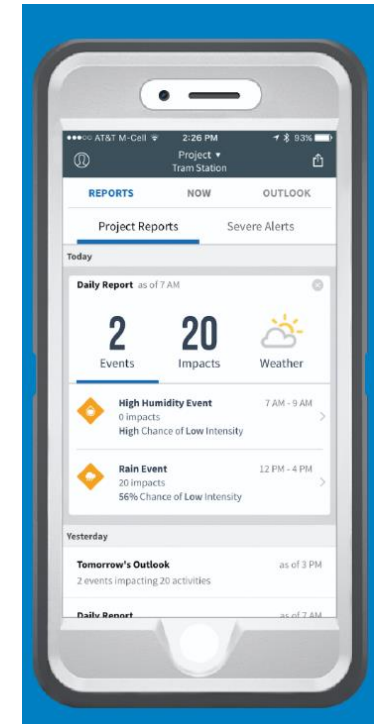 AT&T M-Cell 2:26 PM 93%
Project ▾
Tram Station
REPORTS NOW OUTLOOK
Project Reports Severe Alerts
Today
Daily Report as of 7 AM
2 20
Events Impacts Weather
High Humidity Event 7 AM - 9 AM
0 impacts
High Chance of Low Intensity
Rain Event 12 PM - 4 PM
20 impacts
56% Chance of Low Intensity
Yesterday
Tomorrow's Outlook as of 3 PM
2 events impacting 20 activities
Daily Report as of 7 AM